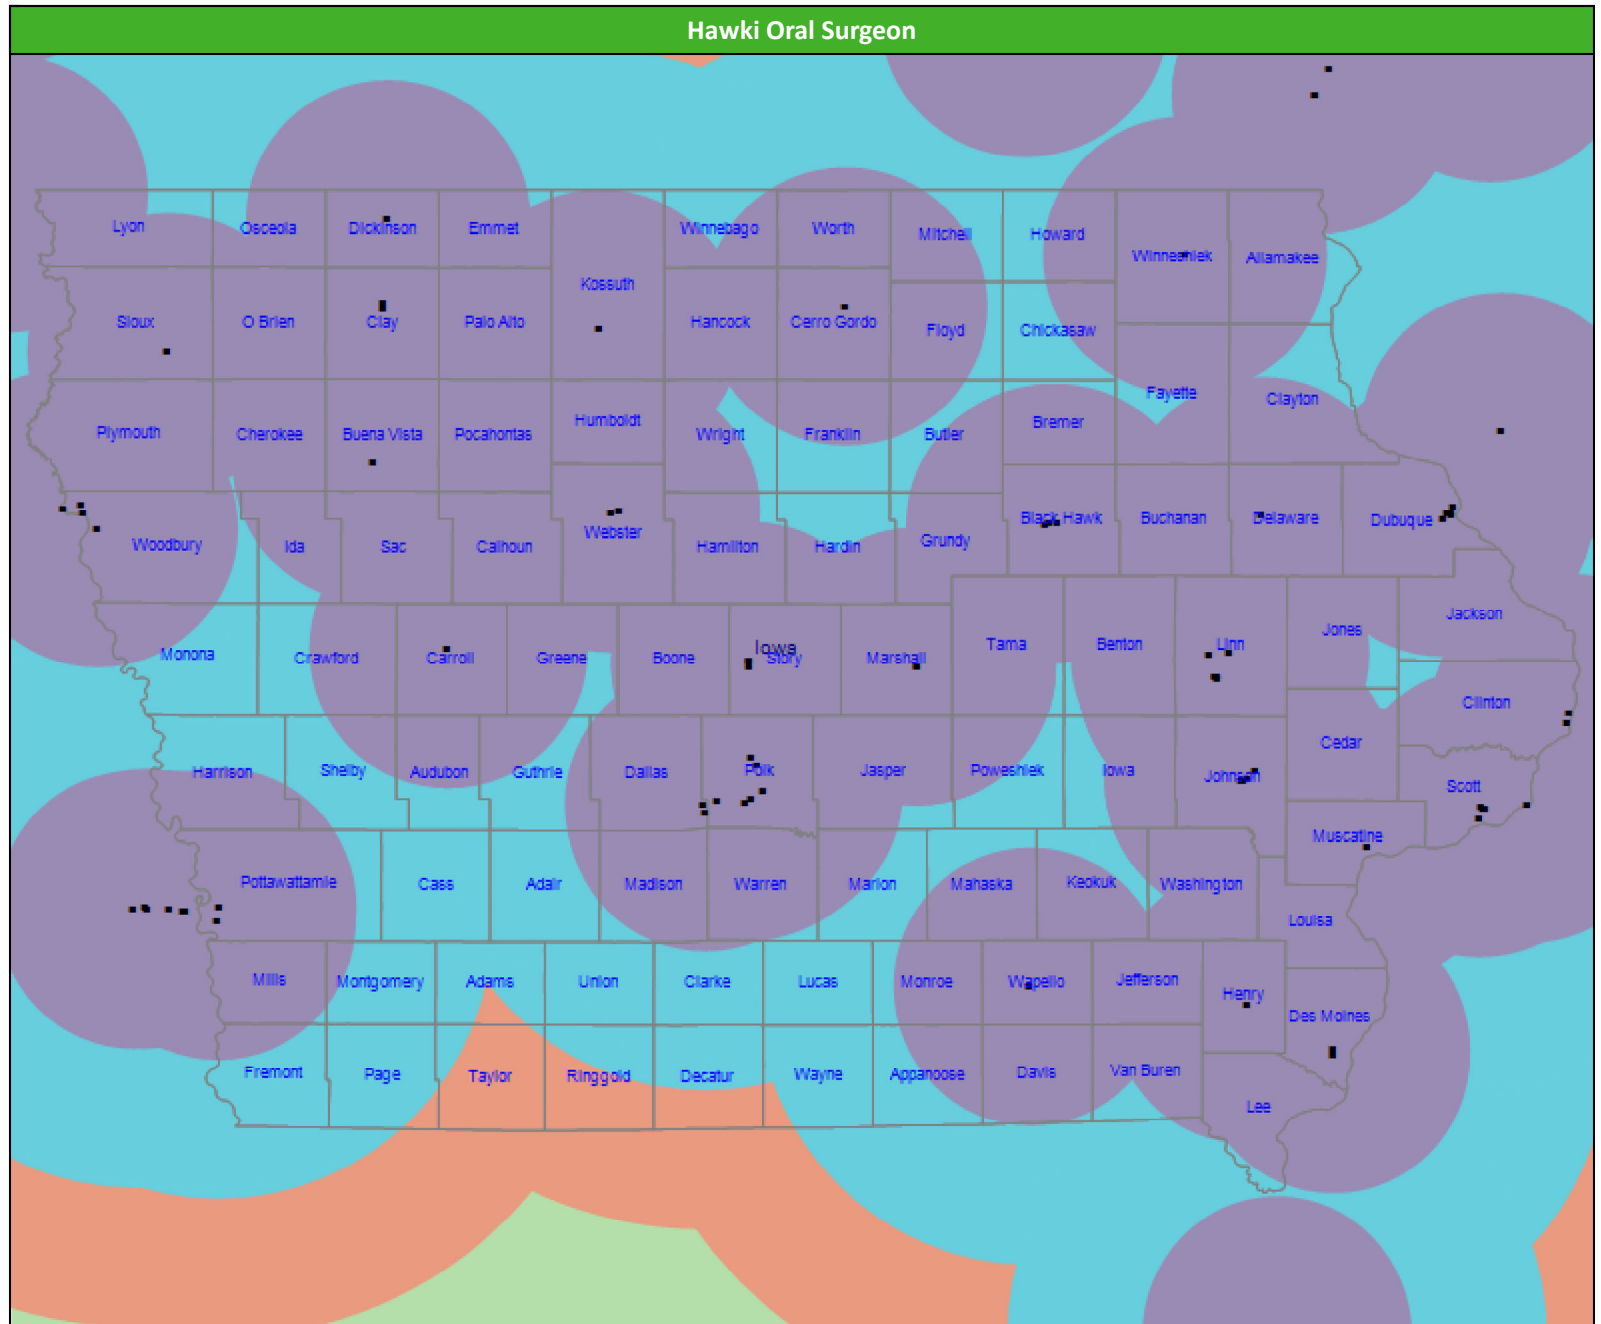 Hawki Oral Surgeon
Lyon Osceola Dickinson Emmet Winnebago Worth Mitchell Howard Winneshiek Allamakee
Kossuth
Sioux O Brien Clay Palo Alto Hancock Cerro Gordo Floyd Chickasaw
Plymouth Cherokee Buena Vista Pocahontas Humboldt Wright Franklin Butler Bremer Fayette Clayton
Woodbury Ida Sac Calhoun Webster Hamilton Hardin Grundy Black Hawk Buchanan Delaware Dubuque
Iowa
Monona Crawford Carroll Greene Boone Story Marshall Tama Benton Linn Jones Jackson
Clinton
Harrison Shelby Audubon Guthrie Dallas Polk Jasper Poweshiek Iowa Johnson Cedar Scott
Muscatine
Pottawattamie Cass Adair Madison Warren Marion Mahaska Keokuk Washington Louisa
Mills Montgomery Adams Union Clarke Lucas Monroe Wapello Jefferson Henry Des Moines
Fremont Page Taylor Ringgold Decatur Wayne Appanoose Davis Van Buren Lee